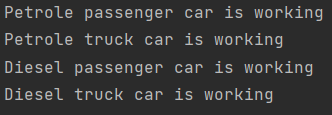 Petrole passenger car is working
Petrole truck car is working
Diesel passenger car is working
Diesel truck car is working